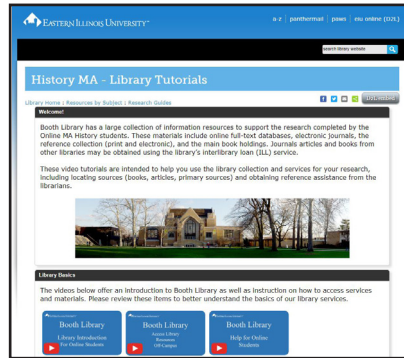 EASTERN ILLINOIS UNIVERSITY™
a-z | panthermail | paws | eiu online (D2L)
search library website
History MA - Library Tutorials
Library Home | Resources by Subject | Research Guides
Welcome!
Booth Library has a large collection of information resources to support the research completed by the
Online MA History students. These materials include online full-text databases, electronic journals, the
reference collection (print and electronic), and the main book holdings. Journals articles and books from
other libraries may be obtained using the library's interlibrary loan (ILL) service.
These video tutorials are intended to help you use the library collection and services for your research,
including locating sources (books, articles, primary sources) and obtaining reference assistance from the
librarians.
Library Basics
The videos below offer an introduction to Booth Library as well as instruction on how to access services
and materials. Please review these items to better understand the basics of our library services.
Booth Library
Library Introduction
For Online Students
Booth Library
Access Library
Resources
Off-Campus
Booth Library
Help for Online
Students